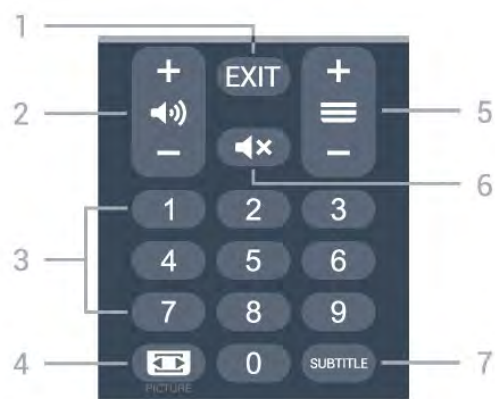 1
+ EXIT +
2 5
- -
6
1 2 3
3 4 5 6
7 8 9
4 0 SUBTITLE 7
PICTURE